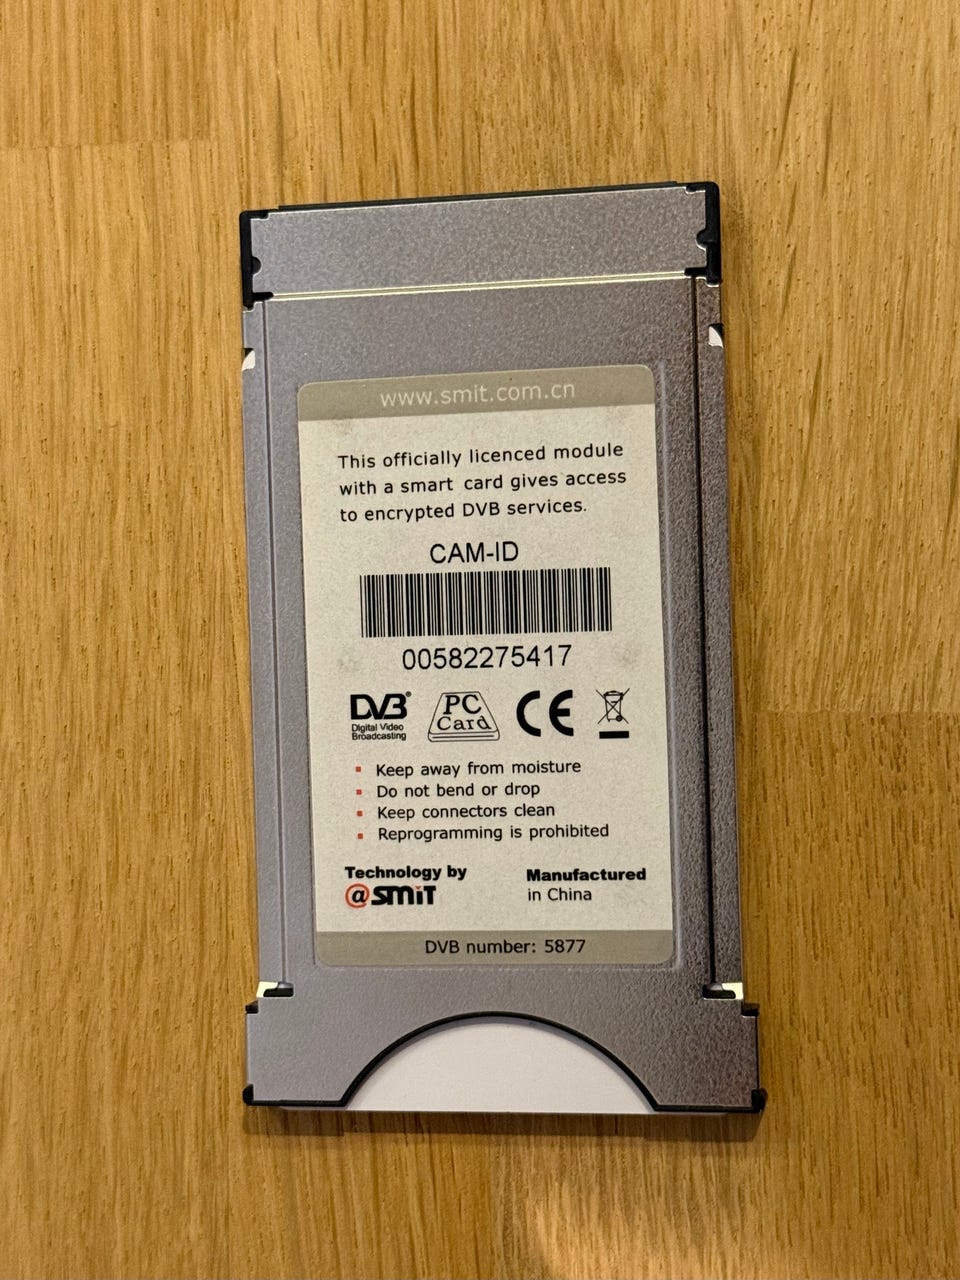 www.smit.com.cn
This officially licenced module
with a smart card gives access
to encrypted DVB services.
CAM-ID
00582275417
DVB®
Digital Video
Broadcasting
PC
Card
CE
Keep away from moisture
Do not bend or drop
Keep connectors clean
Reprogramming is prohibited
Technology by
@SMiT
Manufactured
in China
DVB number: 5877